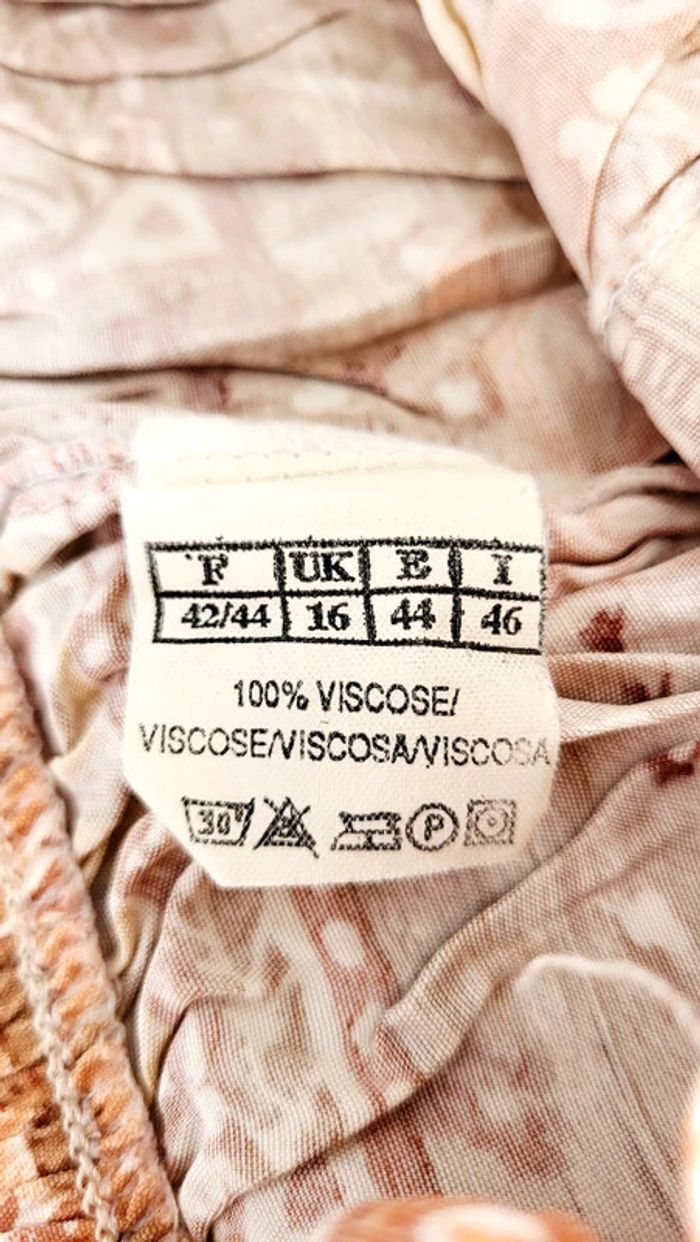 F UK E I
42/44 16 44 46
100% VISCOSE/
VISCOSE/VISCOSA/VISCOSA
30°
P